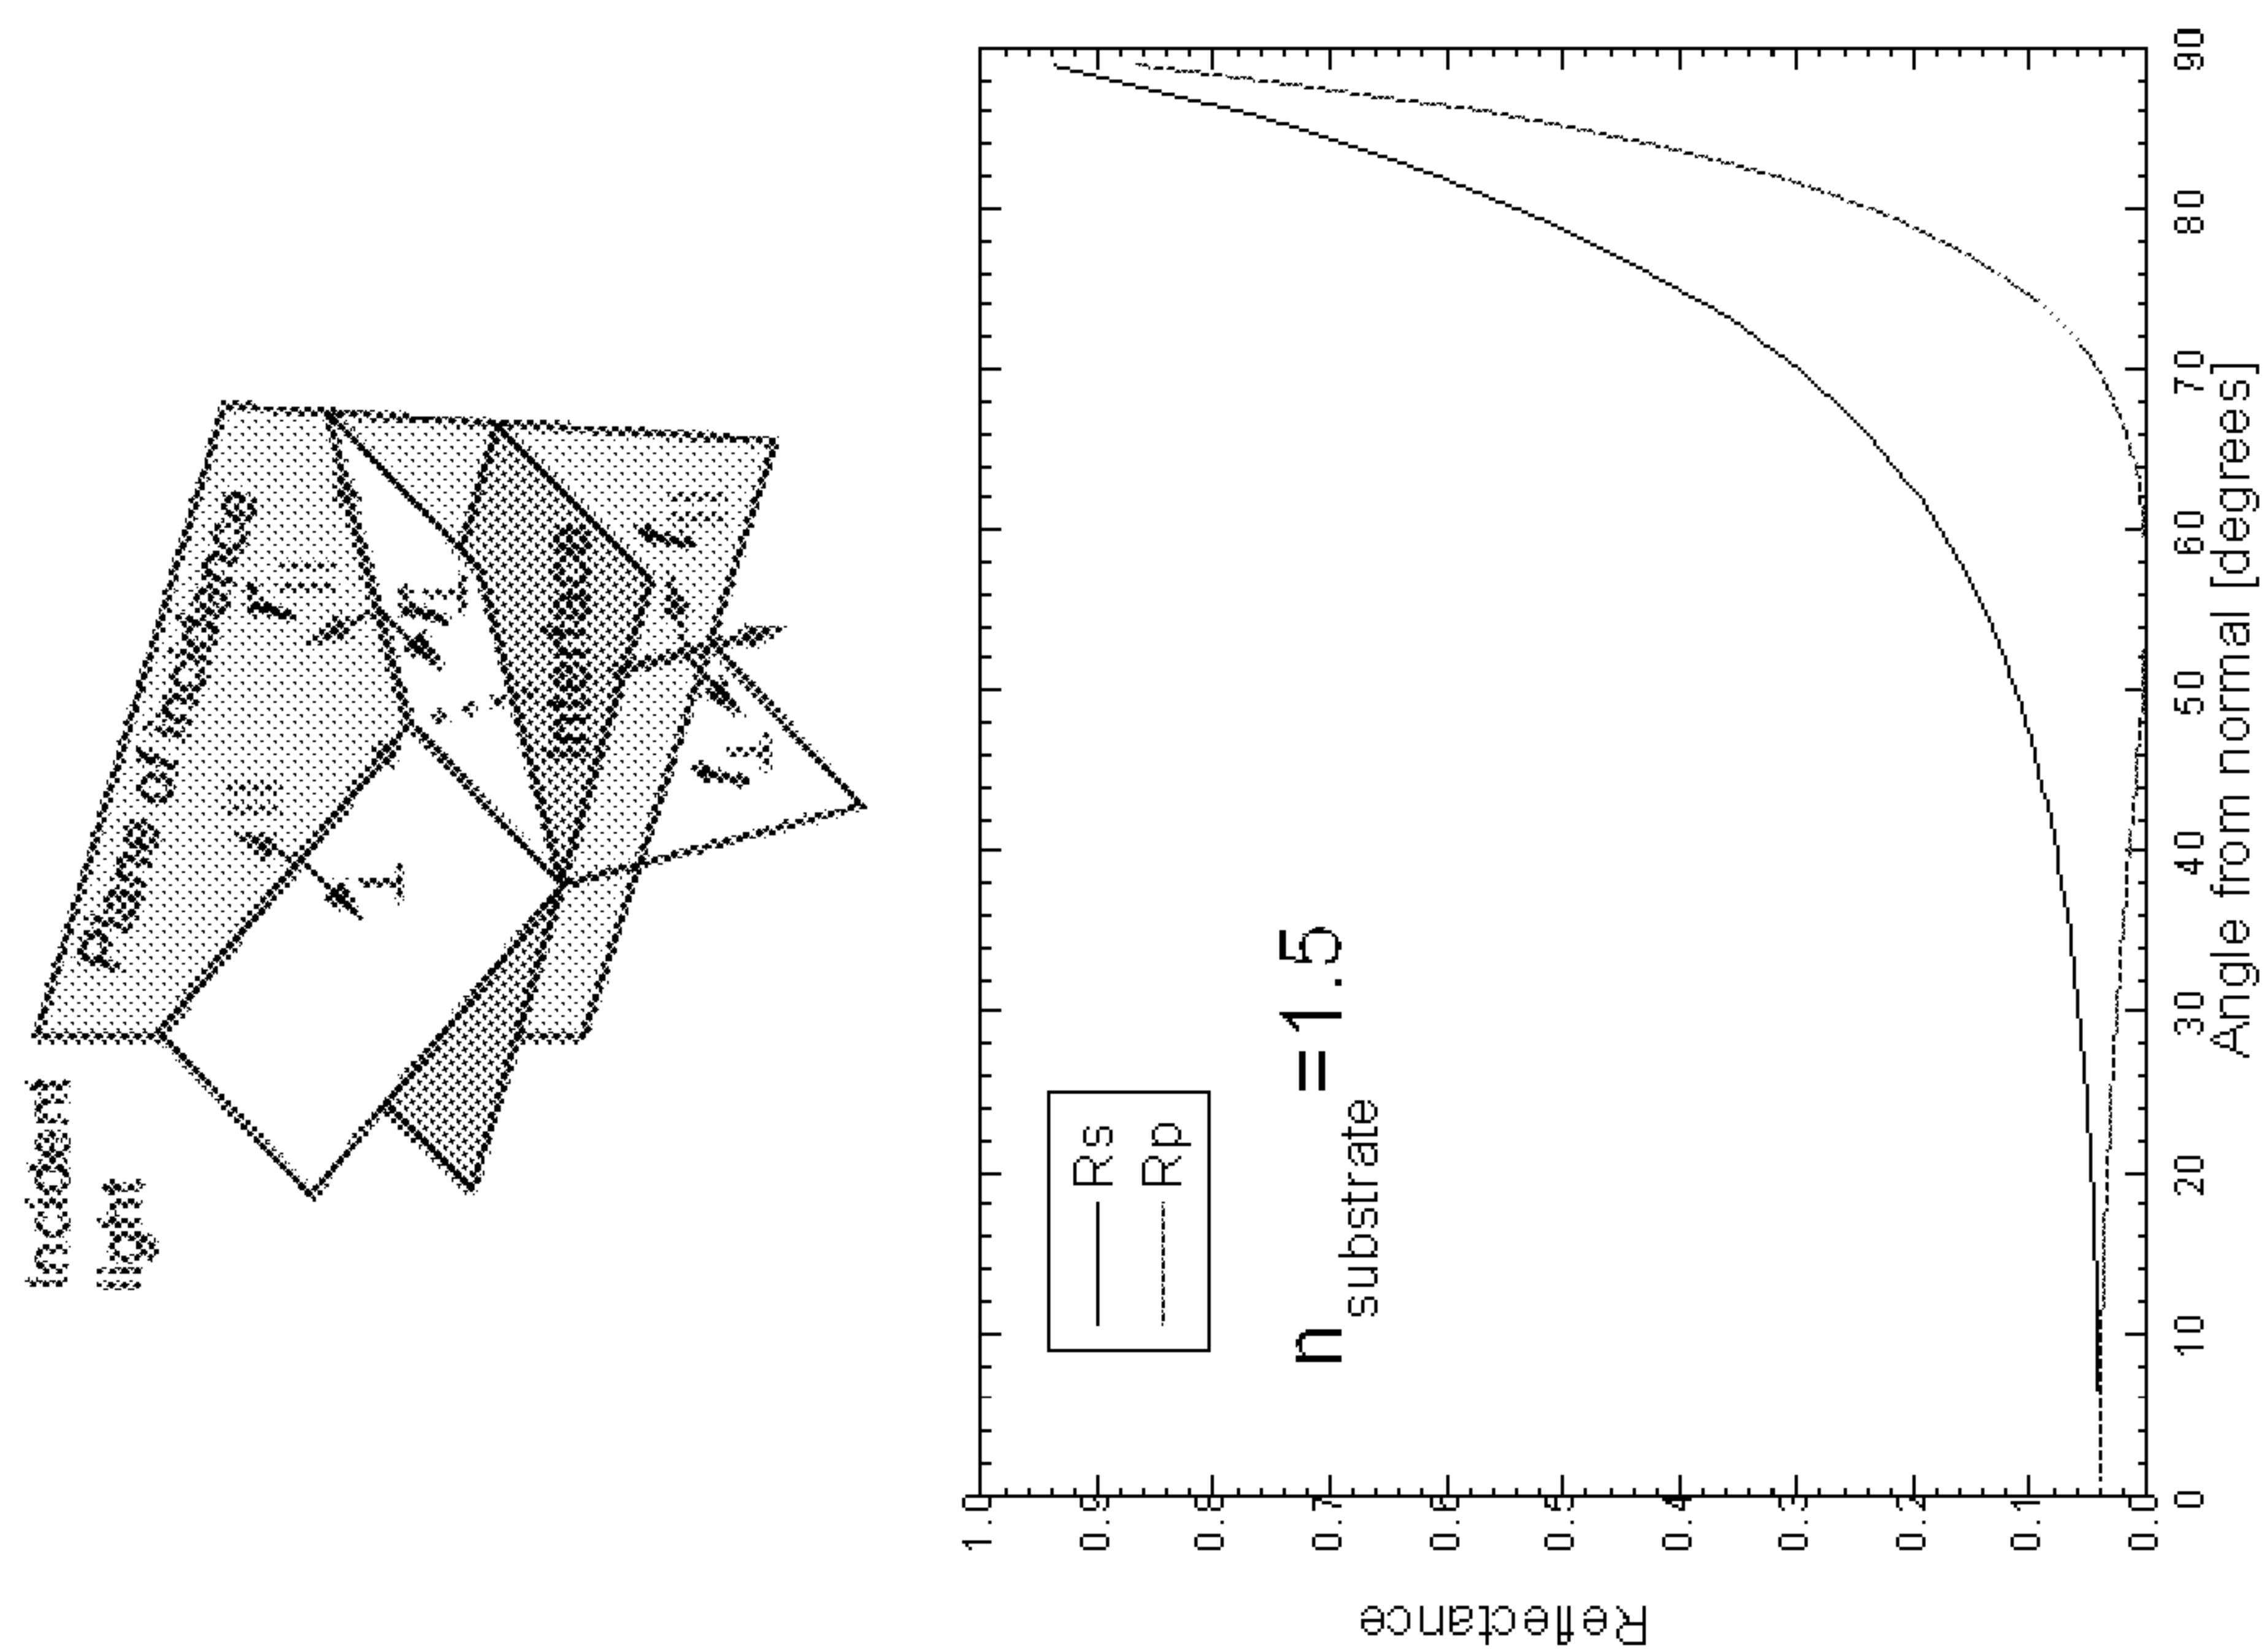 Incident
light
Plane of incidence
Interface
Reflectance
1.0
0.9
0.8
0.7
0.6
0.5
0.4
0.3
0.2
0.1
0.0
Rs
Rp
n substrate =1.5
0 10 20 30 40 50 60 70 80 90
Angle from normal [degrees]